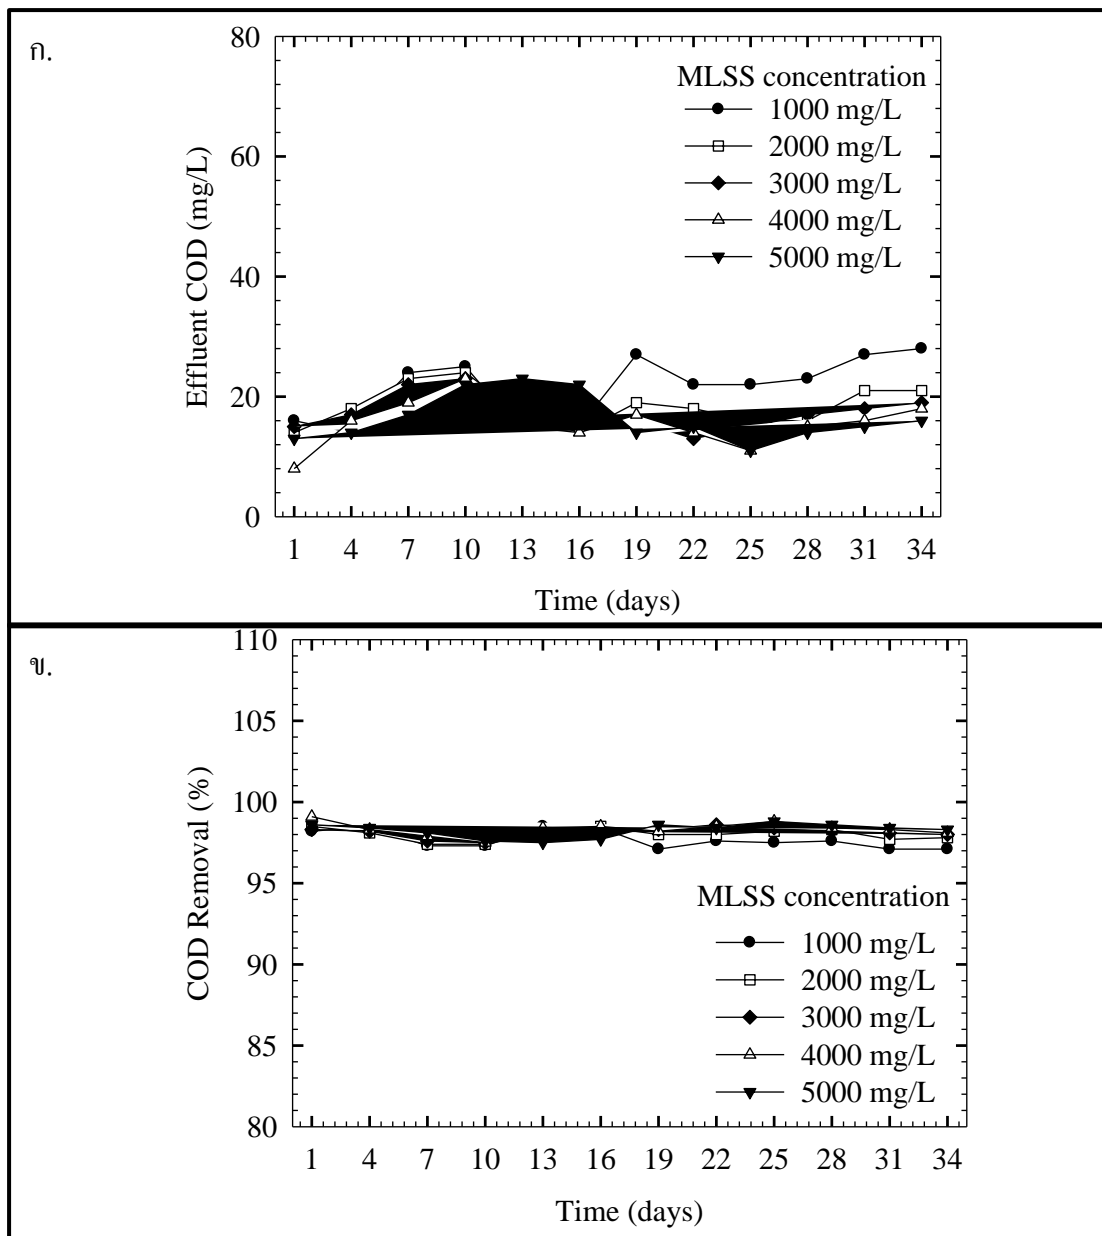 ก.
80
60
40
20
0
Effluent COD (mg/L)
MLSS concentration
1000 mg/L
2000 mg/L
3000 mg/L
4000 mg/L
5000 mg/L
1 4 7 10 13 16 19 22 25 28 31 34
Time (days)
ข.
110
105
100
95
90
85
80
COD Removal (%)
MLSS concentration
1000 mg/L
2000 mg/L
3000 mg/L
4000 mg/L
5000 mg/L
1 4 7 10 13 16 19 22 25 28 31 34
Time (days)